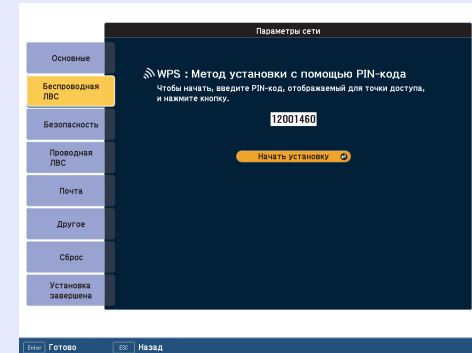 Параметры сети
Основные
Беспроводная
ЛВС
Безопасность
Проводная
ЛВС
Почта
Другое
Сброс
Установка
завершена
WPS : Метод установки с помощью PIN-кода
Чтобы начать, введите PIN-код, отображаемый для точки доступа,
и нажмите кнопку.
12001460
Начать установку
Enter Готово
ESC Назад